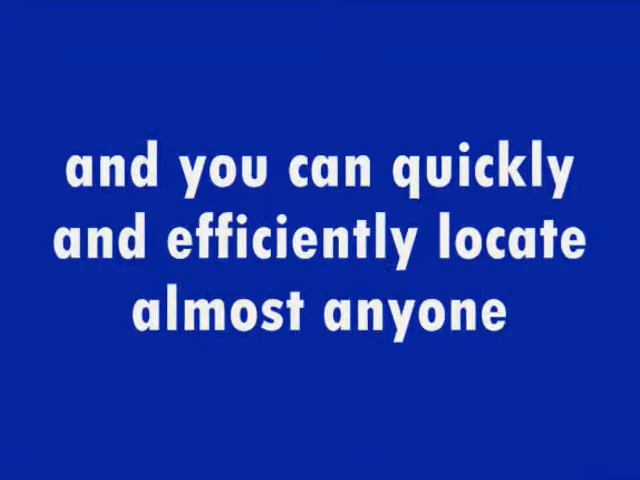 and you can quickly
and efficiently locate
almost anyone